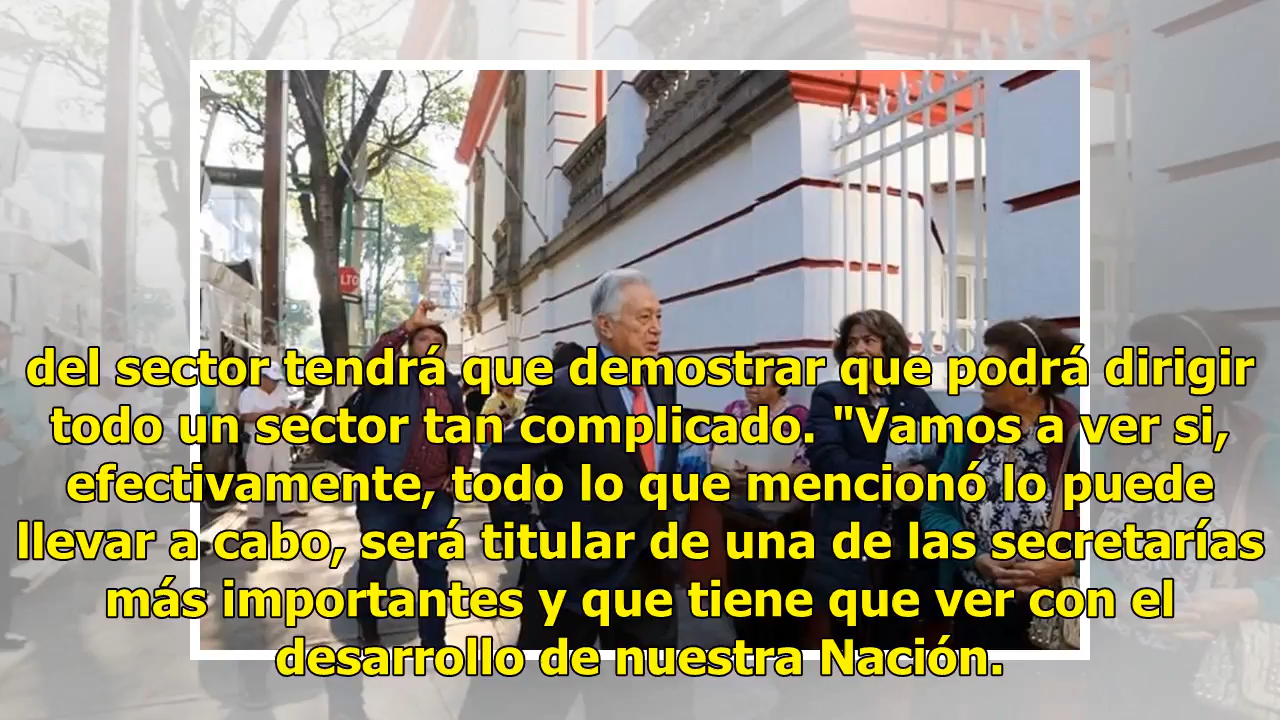 LTO
del sector tendrá que demostrar que podrá dirigir
todo un sector tan complicado. "Vamos a ver si,
efectivamente, todo lo que mencionó lo puede
llevar a cabo, será titular de una de las secretarías
más importantes y que tiene que ver con el
desarrollo de nuestra Nación.